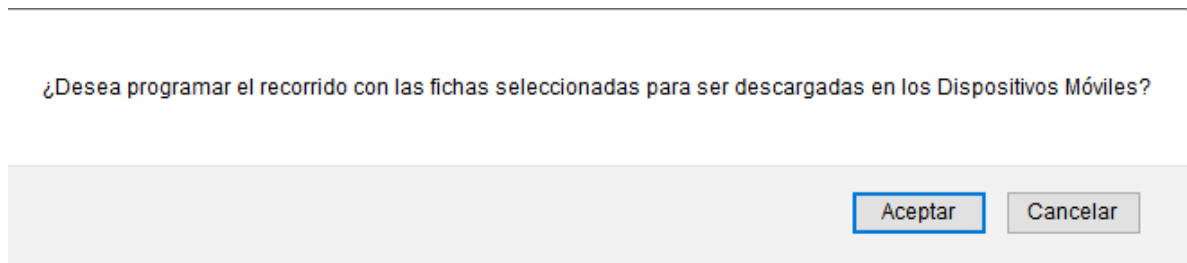 ¿Desea programar el recorrido con las fichas seleccionadas para ser descargadas en los Dispositivos Móviles?
Aceptar Cancelar